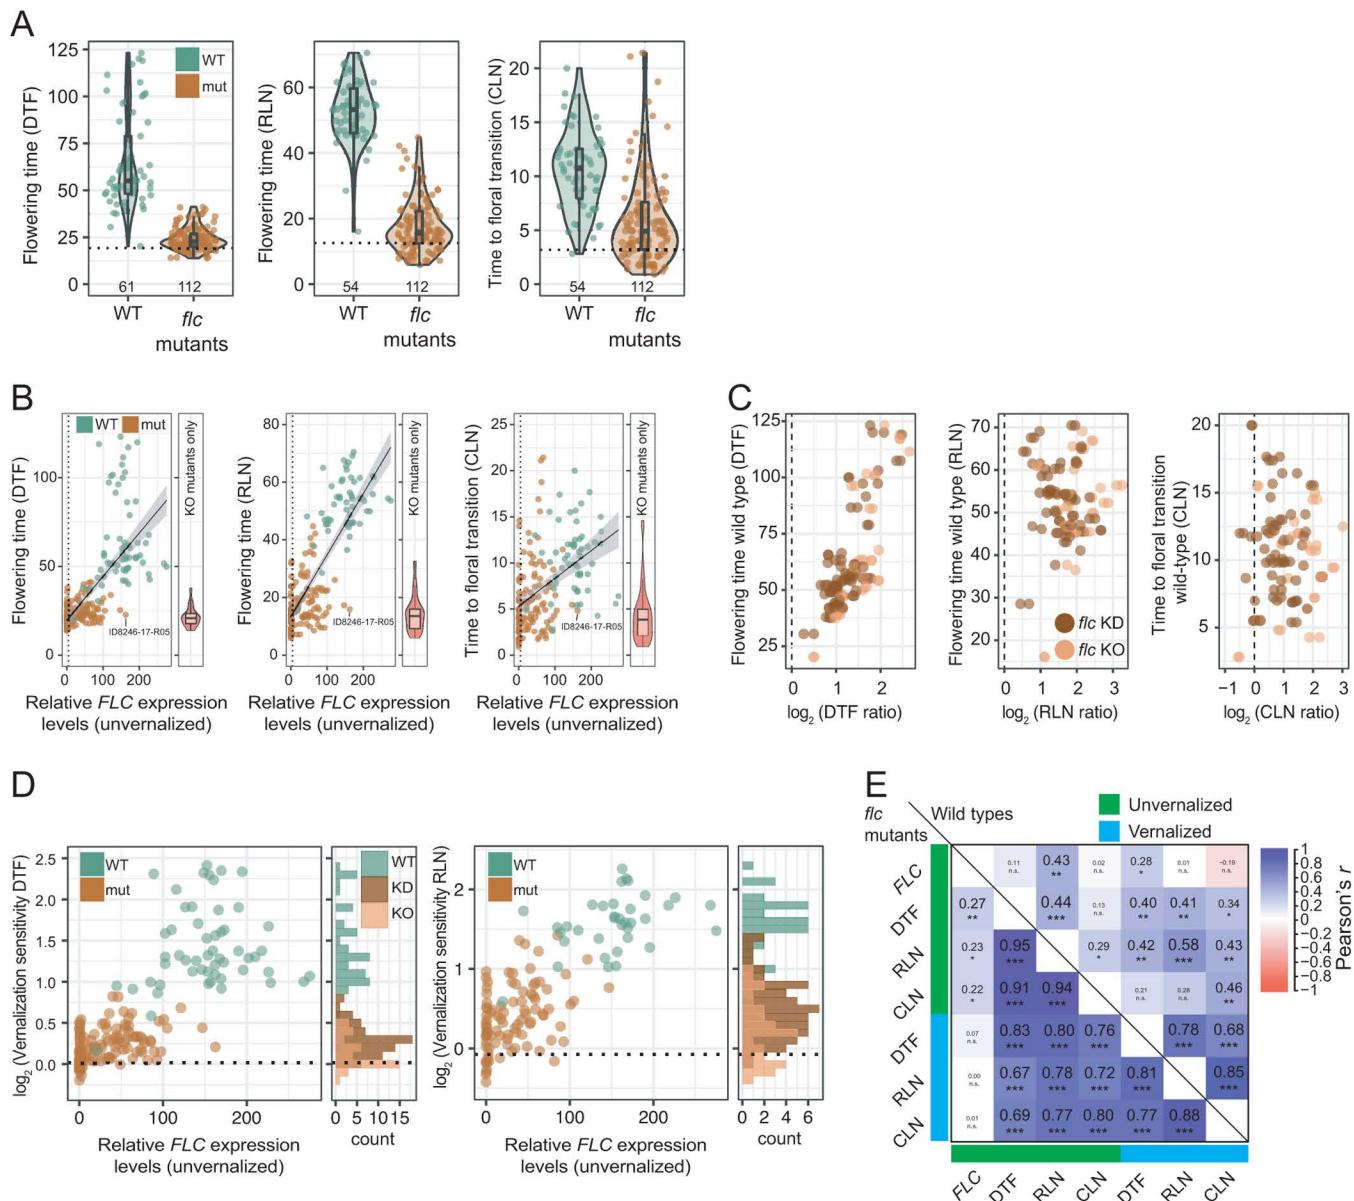 A
Flowering time (DTF)
125
100
75
50
25
0
WT
mut
61
112
WT
flc
mutants
Flowering time (RLN)
60
40
20
0
54
112
WT
flc
mutants
Time to floral transition (CLN)
20
15
10
5
0
54
112
WT
flc
mutants
B
Flowering time (DTF)
100
50
0
WT
mut
ID8246-17-R05
KO mutants only
0
100
200
Relative FLC expression
levels (unvernalized)
Flowering time (RLN)
80
60
40
20
0
ID8246-17-R05
KO mutants only
0
100
200
Relative FLC expression
levels (unvernalized)
Time to floral transition (CLN)
25
20
15
10
5
0
ID8246-17-R05
KO mutants only
0
100
200
Relative FLC expression
levels (unvernalized)
C
Flowering time wild type (DTF)
125
100
75
50
25
0
1
2
log2 (DTF ratio)
Flowering time wild type (RLN)
70
60
50
40
30
20
flc KD
flc KO
0
1
2
3
log2 (RLN ratio)
Time to floral transition
wild-type (CLN)
20
15
10
5
−1
0
1
2
3
log2 (CLN ratio)
D
log2 (Vernalization sensitivity DTF)
2.5
2.0
1.5
1.0
0.5
0.0
WT
mut
0
100
200
Relative FLC expression
levels (unvernalized)
WT
KD
KO
0
5
10
15
count
log2 (Vernalization sensitivity RLN)
2
1
0
WT
mut
0
100
200
Relative FLC expression
levels (unvernalized)
0
2
4
6
count
E
flc
mutants
Wild types
Unvernalized
Vernalized
FLC
0.11
n.s.
0.43
**
0.02
n.s.
0.28
*
0.01
n.s.
−0.19
n.s.
DTF
0.27
**
0.44
***
0.13
n.s.
0.40
**
0.41
**
0.34
*
RLN
0.23
*
0.95
***
0.29
*
0.42
**
0.58
***
0.43
**
CLN
0.22
*
0.91
***
0.94
***
0.21
n.s.
0.28
n.s.
0.46
**
DTF
0.07
n.s.
0.83
***
0.80
***
0.76
***
0.78
***
0.68
***
RLN
0.00
n.s.
0.67
***
0.78
***
0.72
***
0.81
***
0.85
***
CLN
0.01
n.s.
0.69
***
0.77
***
0.80
***
0.77
***
0.88
***
FLC
DTF
RLN
CLN
DTF
RLN
CLN
1
0.8
0.6
0.4
0.2
0
−0.2
−0.4
−0.6
−0.8
−1
Pearson's r